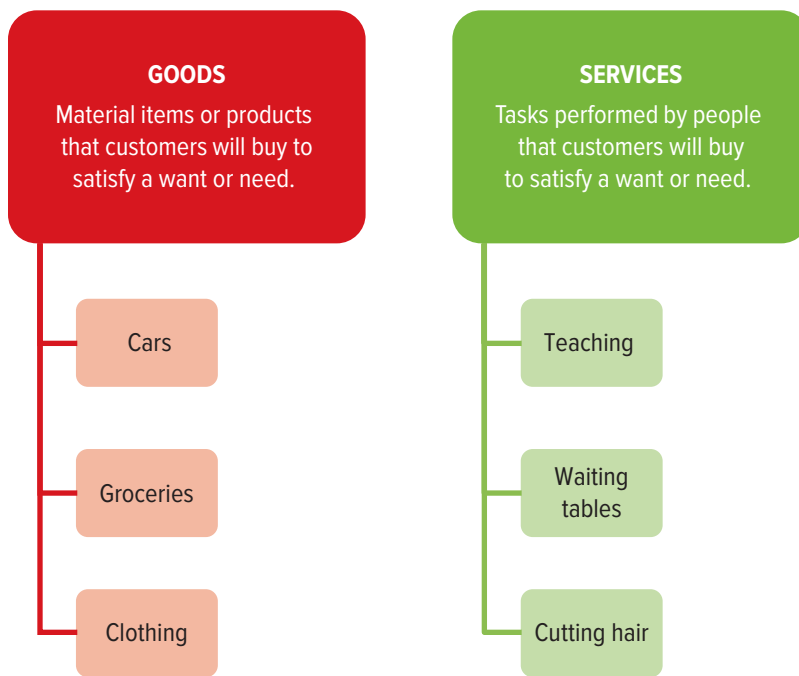 GOODS
Material items or products
that customers will buy to
satisfy a want or need.
Cars
Groceries
Clothing
SERVICES
Tasks performed by people
that customers will buy
to satisfy a want or need.
Teaching
Waiting
tables
Cutting hair